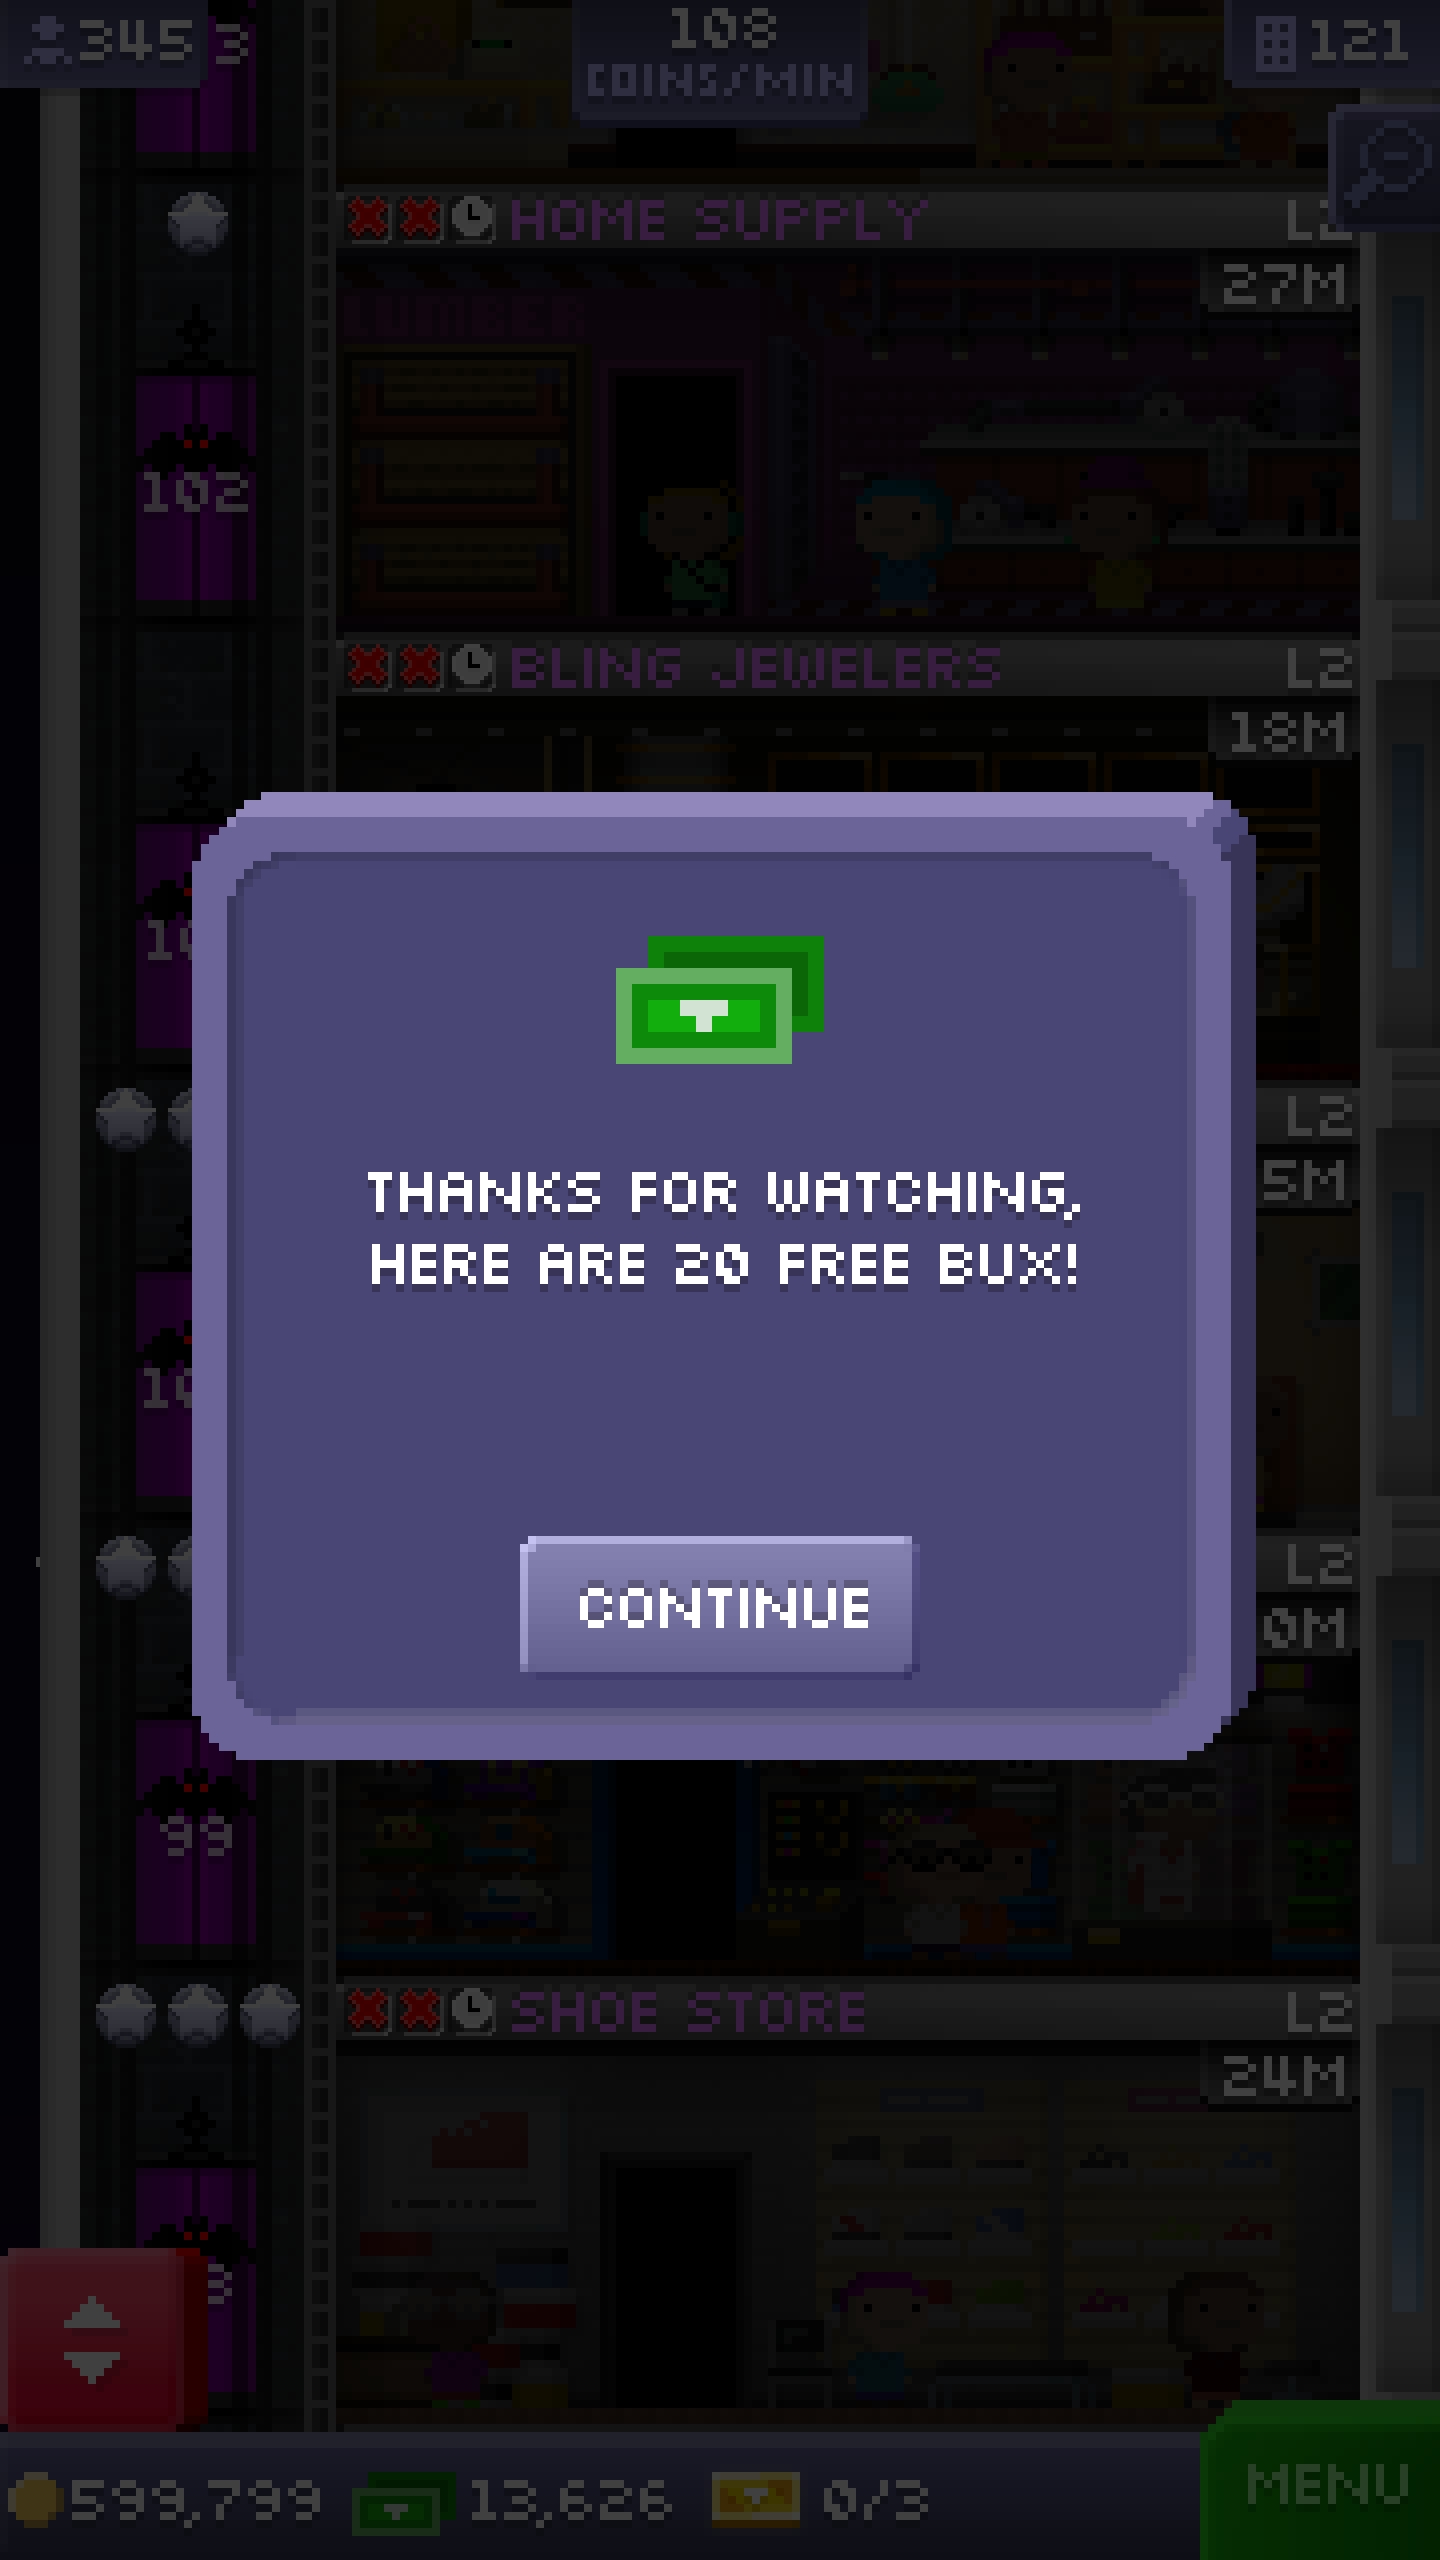 345 3
108
COINS/MIN
121
HOME SUPPLY L2
27M
102
BLING JEWELERS L2
18M
L2
5M
THANKS FOR WATCHING,
HERE ARE 20 FREE BUX!
L2
0M
CONTINUE
99
SHOE STORE L2
24M
599,799 13,626 0/3
MENU